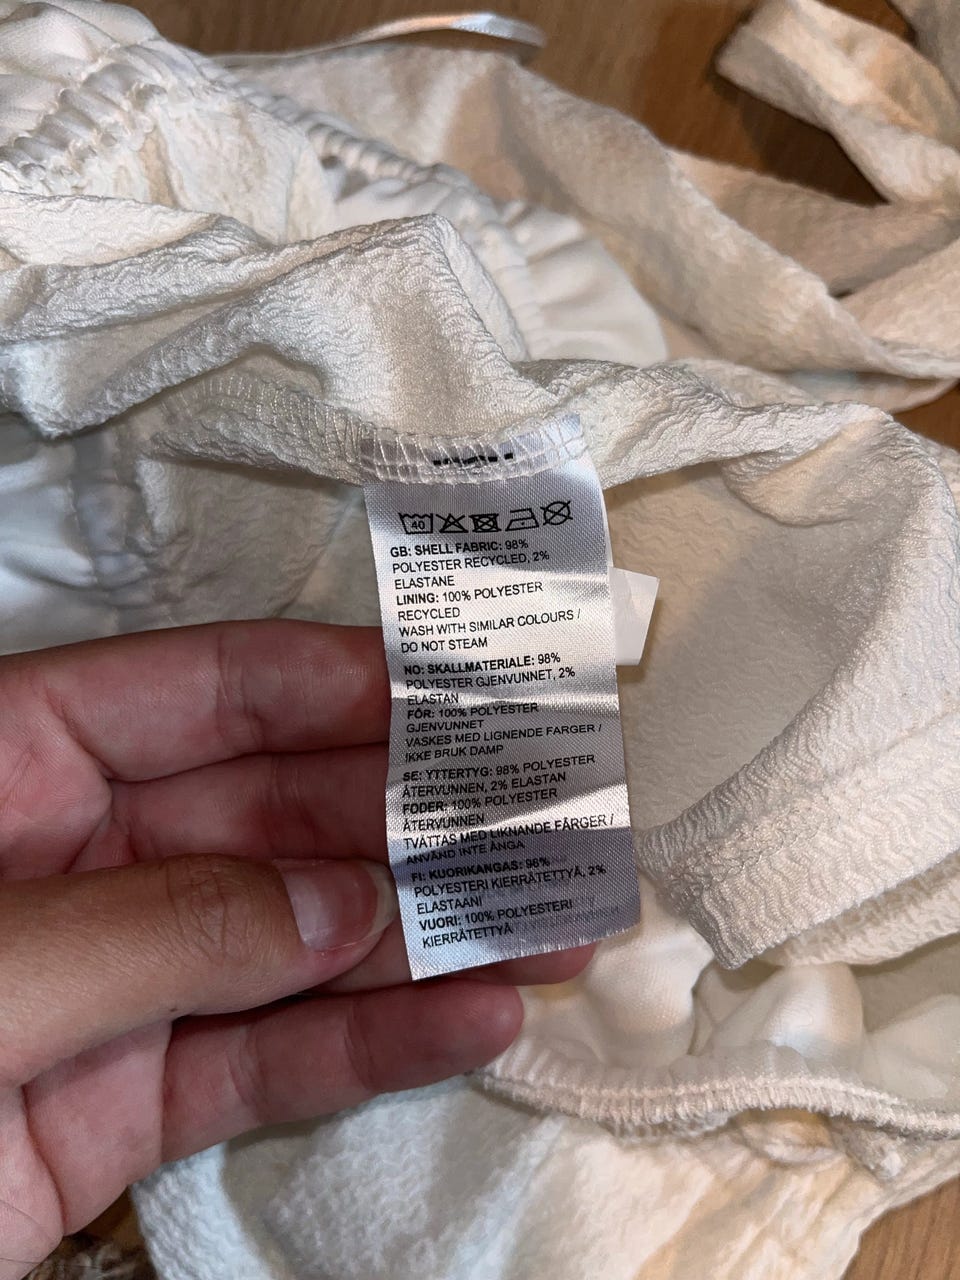 40
GB: SHELL FABRIC: 98%
POLYESTER RECYCLED, 2%
ELASTANE
LINING: 100% POLYESTER
RECYCLED
WASH WITH SIMILAR COLOURS /
DO NOT STEAM
NO: SKALLMATERIALE: 98%
POLYESTER GJENVUNNET, 2%
ELASTAN
FÔR: 100% POLYESTER
GJENVUNNET
VASKES MED LIGNENDE FARGER /
IKKE BRUK DAMP
SE: YTTERTYG: 98% POLYESTER
ÅTERVUNNEN, 2% ELASTAN
FODER: 100% POLYESTER
ÅTERVUNNEN
TVÄTTAS MED LIKNANDE FÄRGER /
ANVÄND INTE ÅNGA
FI: KUORIKANGAS: 98%
POLYESTERI KIERRÄTETTYÄ, 2%
ELASTAANI
VUORI: 100% POLYESTERI
KIERRÄTETTYÄ